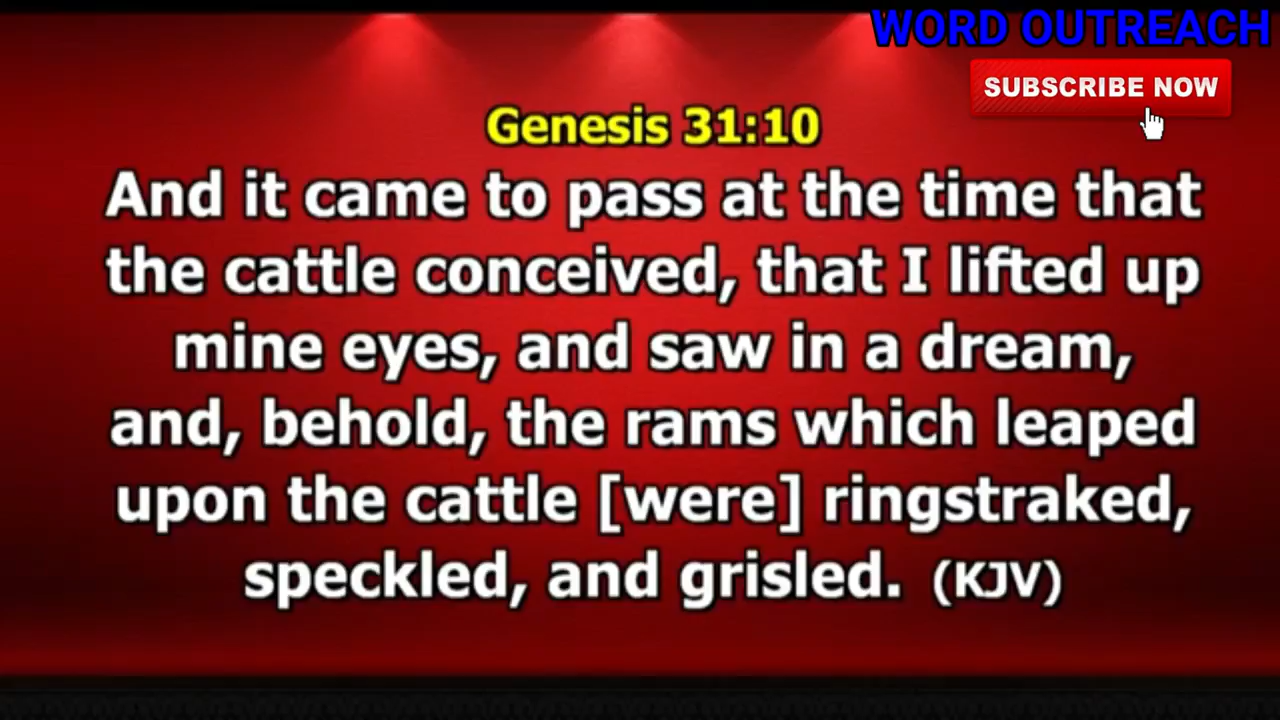 WORD OUTREACH
SUBSCRIBE NOW
Genesis 31:10
And it came to pass at the time that
the cattle conceived, that I lifted up
mine eyes, and saw in a dream,
and, behold, the rams which leaped
upon the cattle [were] ringstraked,
speckled, and grisled. (KJV)